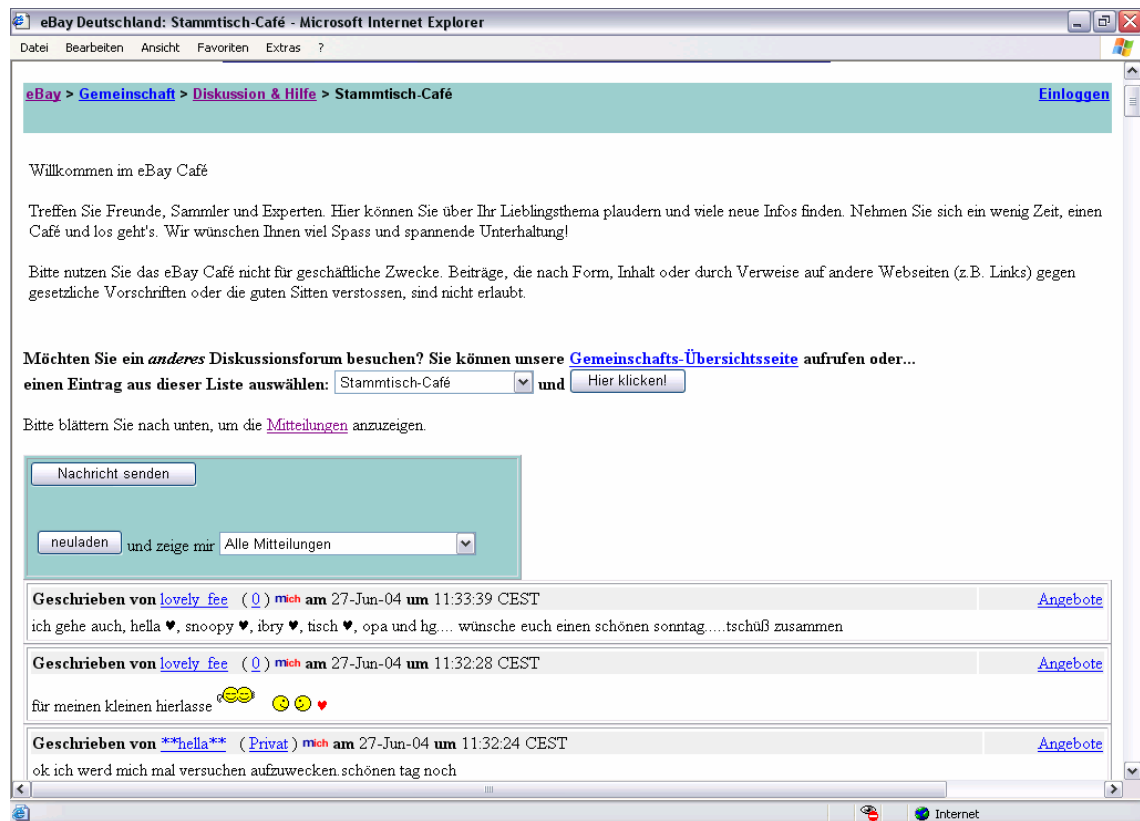 eBay Deutschland: Stammtisch-Café - Microsoft Internet Explorer
Datei Bearbeiten Ansicht Favoriten Extras ?
eBay > Gemeinschaft > Diskussion & Hilfe > Stammtisch-Café Einloggen
Willkommen im eBay Café
Treffen Sie Freunde, Sammler und Experten. Hier können Sie über Ihr Lieblingsthema plaudern und viele neue Infos finden. Nehmen Sie sich ein wenig Zeit, einen
Café und los geht's. Wir wünschen Ihnen viel Spass und spannende Unterhaltung!
Bitte nutzen Sie das eBay Café nicht für geschäftliche Zwecke. Beiträge, die nach Form, Inhalt oder durch Verweise auf andere Webseiten (z.B. Links) gegen
gesetzliche Vorschriften oder die guten Sitten verstossen, sind nicht erlaubt.
Möchten Sie ein anderes Diskussionsforum besuchen? Sie können unsere Gemeinschafts-Übersichtsseite aufrufen oder...
einen Eintrag aus dieser Liste auswählen: Stammtisch-Café und Hier klicken!
Bitte blättern Sie nach unten, um die Mitteilungen anzuzeigen.
Nachricht senden
neuladen und zeige mir Alle Mitteilungen
Geschrieben von lovely_fee ( 0 ) mich am 27-Jun-04 um 11:33:39 CEST Angebote
ich gehe auch, hella ♥, snoopy ♥, ibry ♥, tisch ♥, opa und hg.... wünsche euch einen schönen sonntag.....tschüß zusammen
Geschrieben von lovely_fee ( 0 ) mich am 27-Jun-04 um 11:32:28 CEST Angebote
für meinen kleinen hierlasse
Geschrieben von **hella** ( Privat ) mich am 27-Jun-04 um 11:32:24 CEST Angebote
ok ich werd mich mal versuchen aufzuwecken.schönen tag noch
Internet